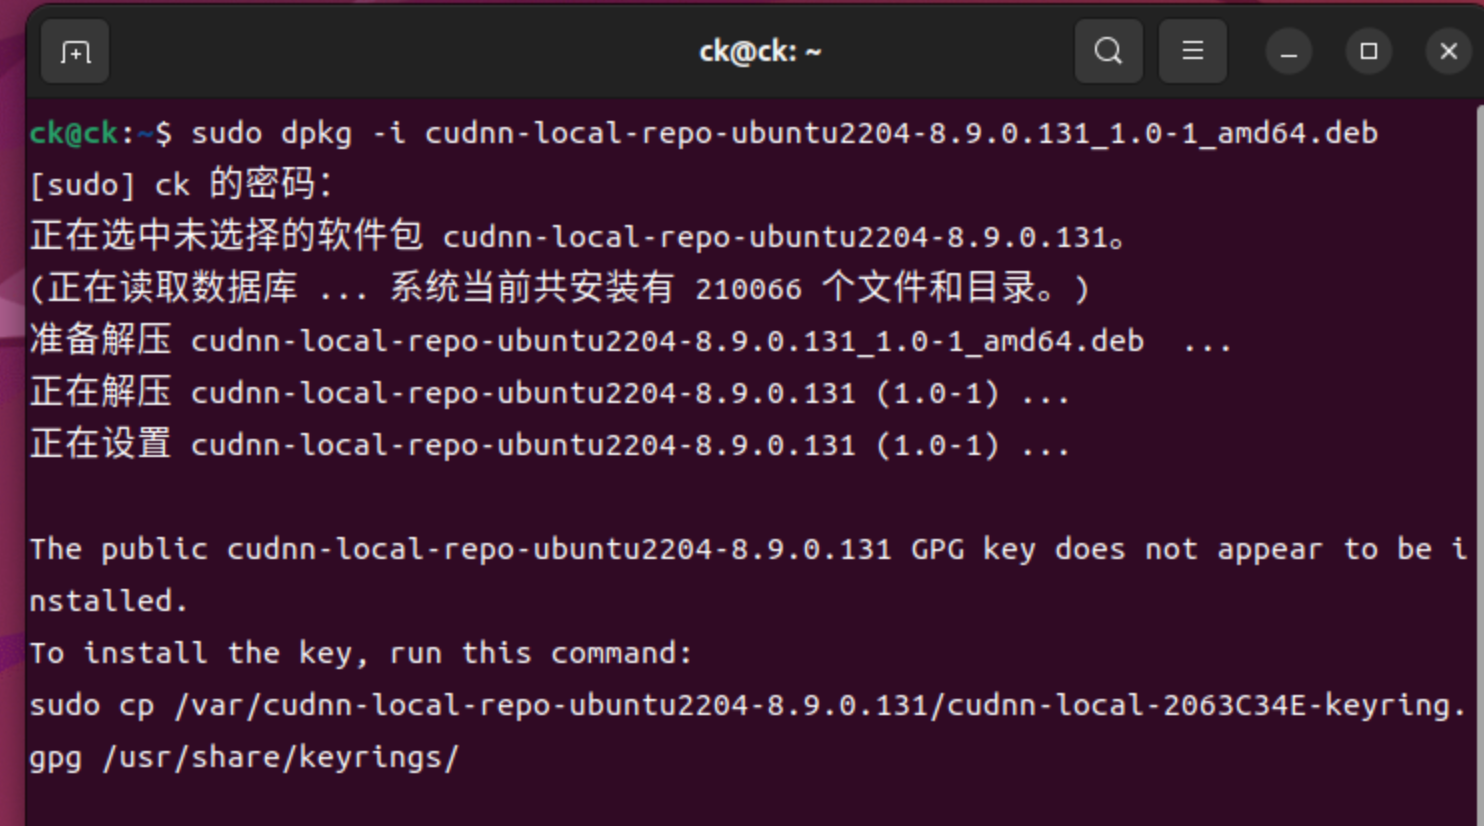 ck@ck: ~
ck@ck:~$ sudo dpkg -i cudnn-local-repo-ubuntu2204-8.9.0.131_1.0-1_amd64.deb
[sudo] ck 的密码：
正在选中未选择的软件包 cudnn-local-repo-ubuntu2204-8.9.0.131。
(正在读取数据库 ... 系统当前共安装有 210066 个文件和目录。)
准备解压 cudnn-local-repo-ubuntu2204-8.9.0.131_1.0-1_amd64.deb  ...
正在解压 cudnn-local-repo-ubuntu2204-8.9.0.131 (1.0-1) ...
正在设置 cudnn-local-repo-ubuntu2204-8.9.0.131 (1.0-1) ...
The public cudnn-local-repo-ubuntu2204-8.9.0.131 GPG key does not appear to be i
nstalled.
To install the key, run this command:
sudo cp /var/cudnn-local-repo-ubuntu2204-8.9.0.131/cudnn-local-2063C34E-keyring.
gpg /usr/share/keyrings/